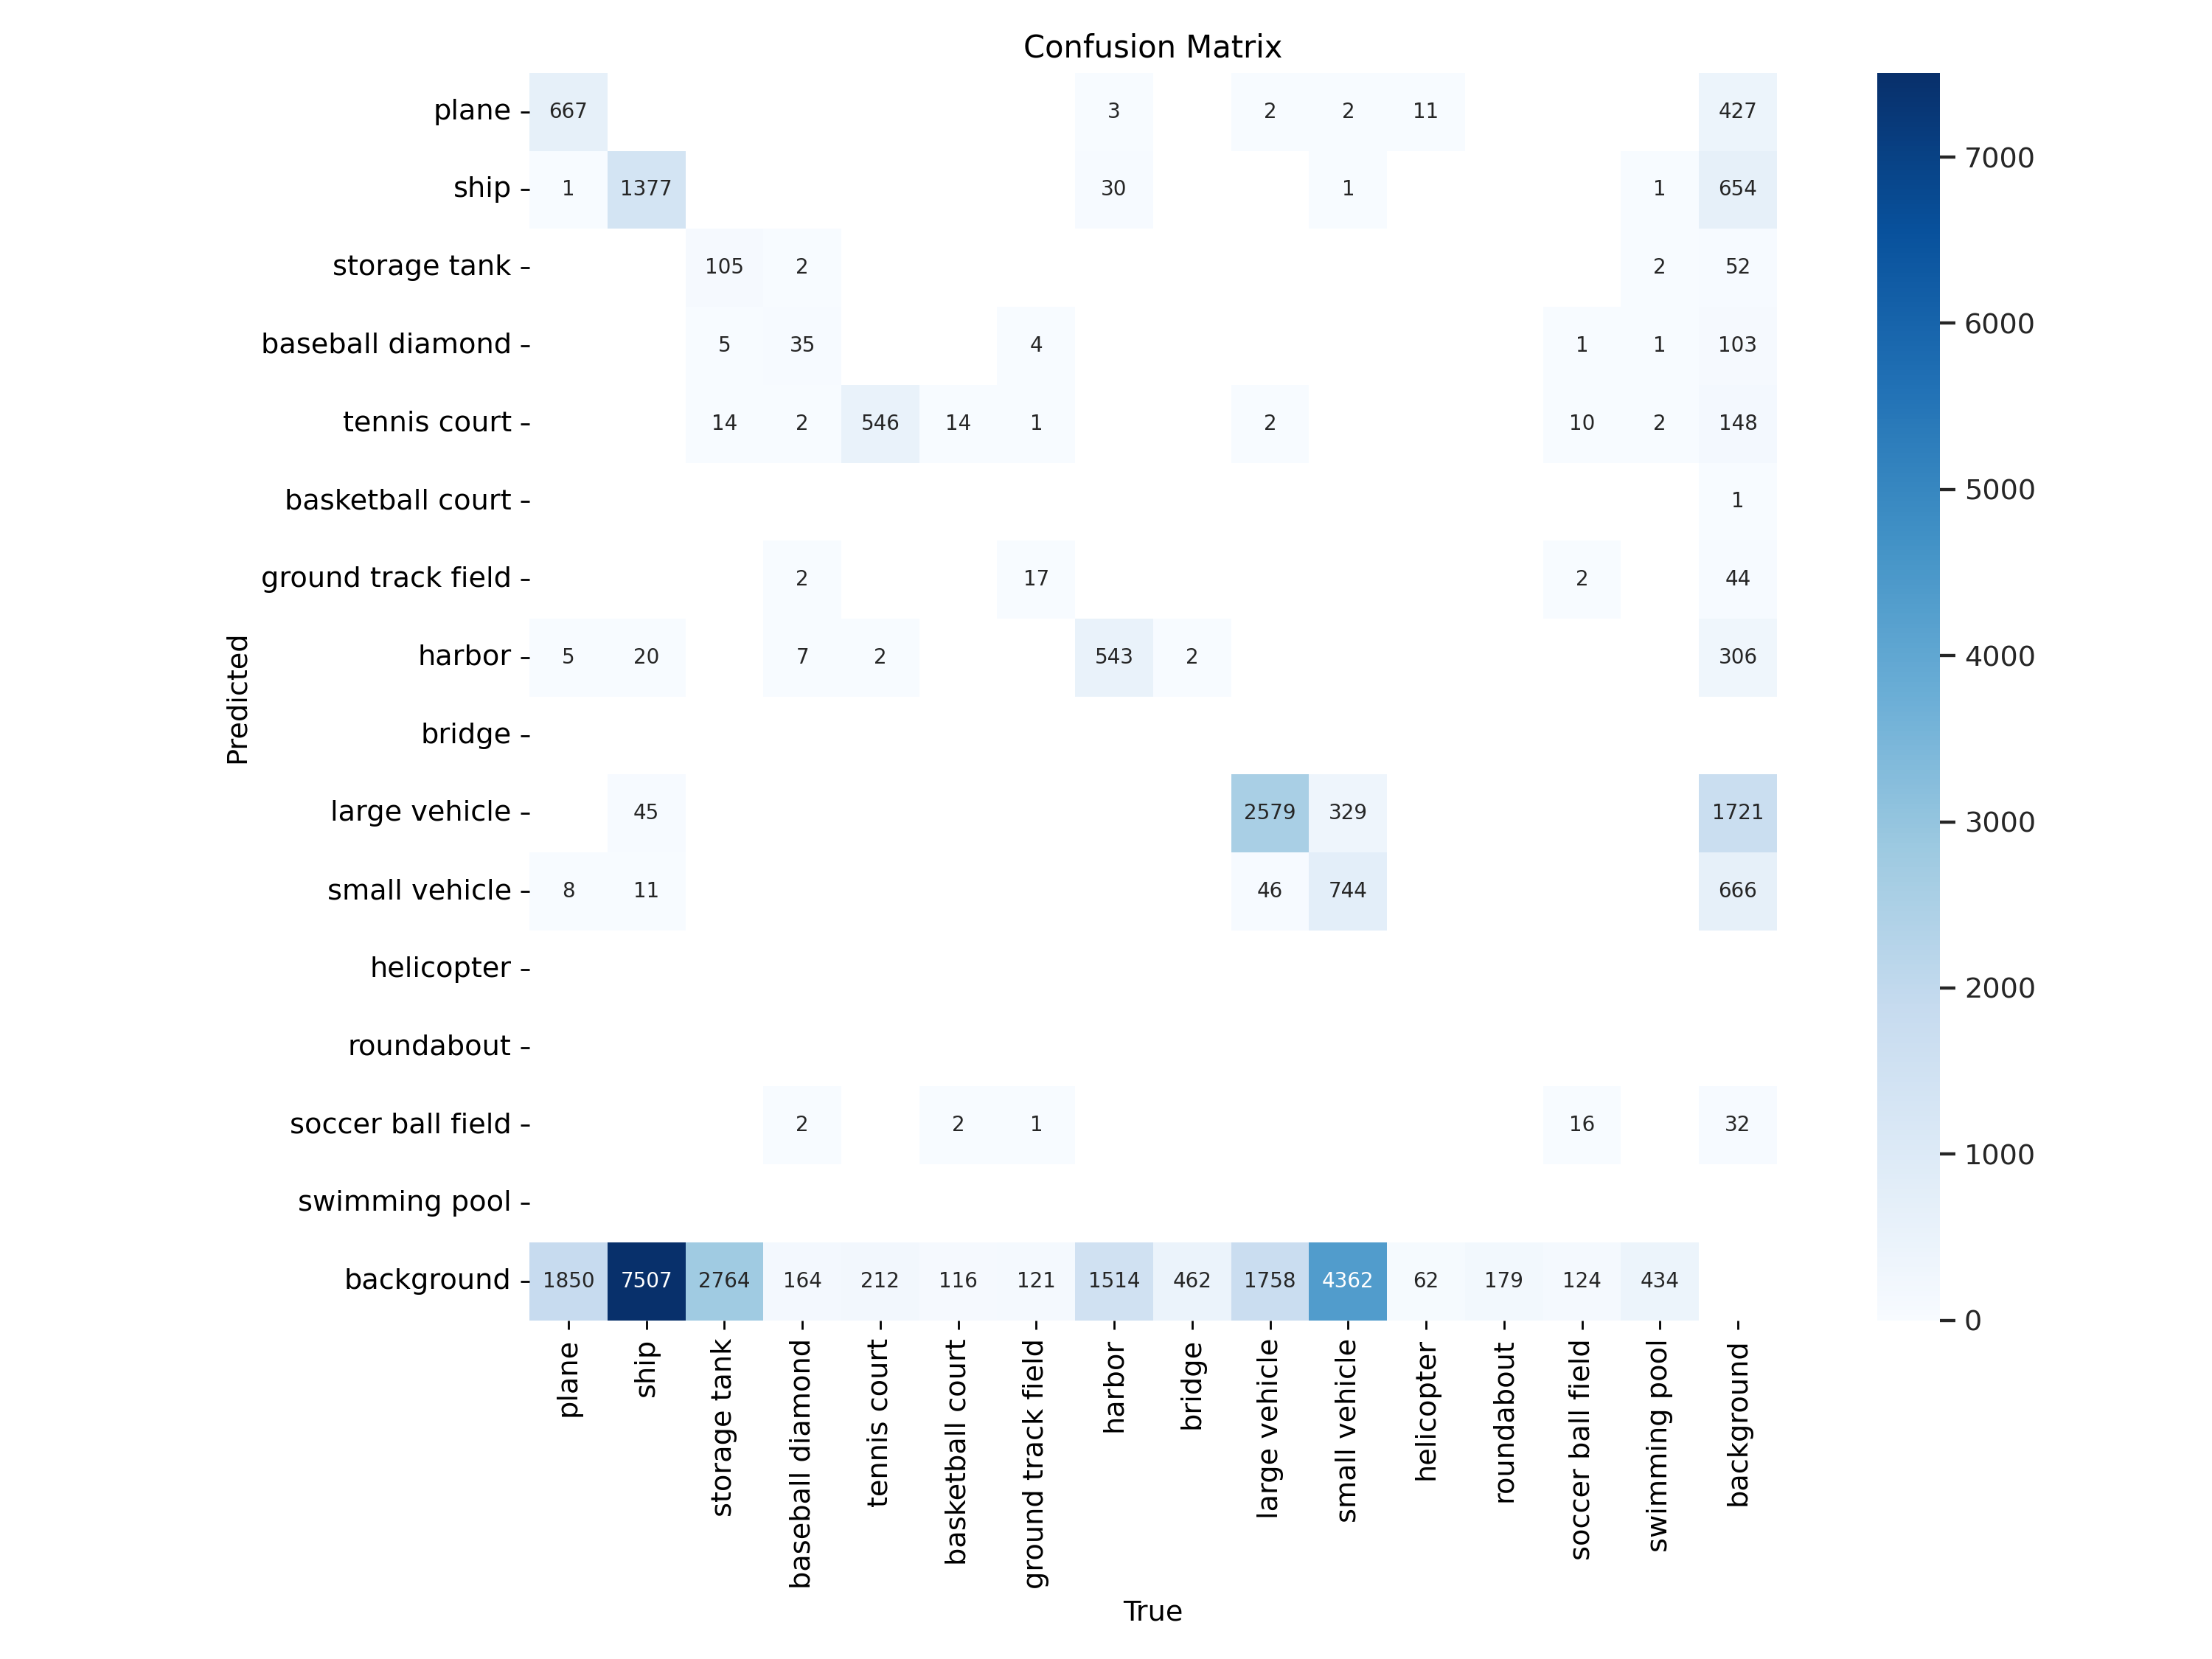 Confusion Matrix
plane 667 3 2 2 11 427
ship 1 1377 30 1 1 654
storage tank 105 2 2 52
baseball diamond 5 35 4 1 1 103
tennis court 14 2 546 14 1 2 10 2 148
basketball court 1
ground track field 2 17 2 44
harbor 5 20 7 2 543 2 306
bridge
large vehicle 45 2579 329 1721
small vehicle 8 11 46 744 666
helicopter
roundabout
soccer ball field 2 2 1 16 32
swimming pool
background 1850 7507 2764 164 212 116 121 1514 462 1758 4362 62 179 124 434
Predicted
plane
ship
storage tank
baseball diamond
tennis court
basketball court
ground track field
harbor
bridge
large vehicle
small vehicle
helicopter
roundabout
soccer ball field
swimming pool
background
True
7000
6000
5000
4000
3000
2000
1000
0